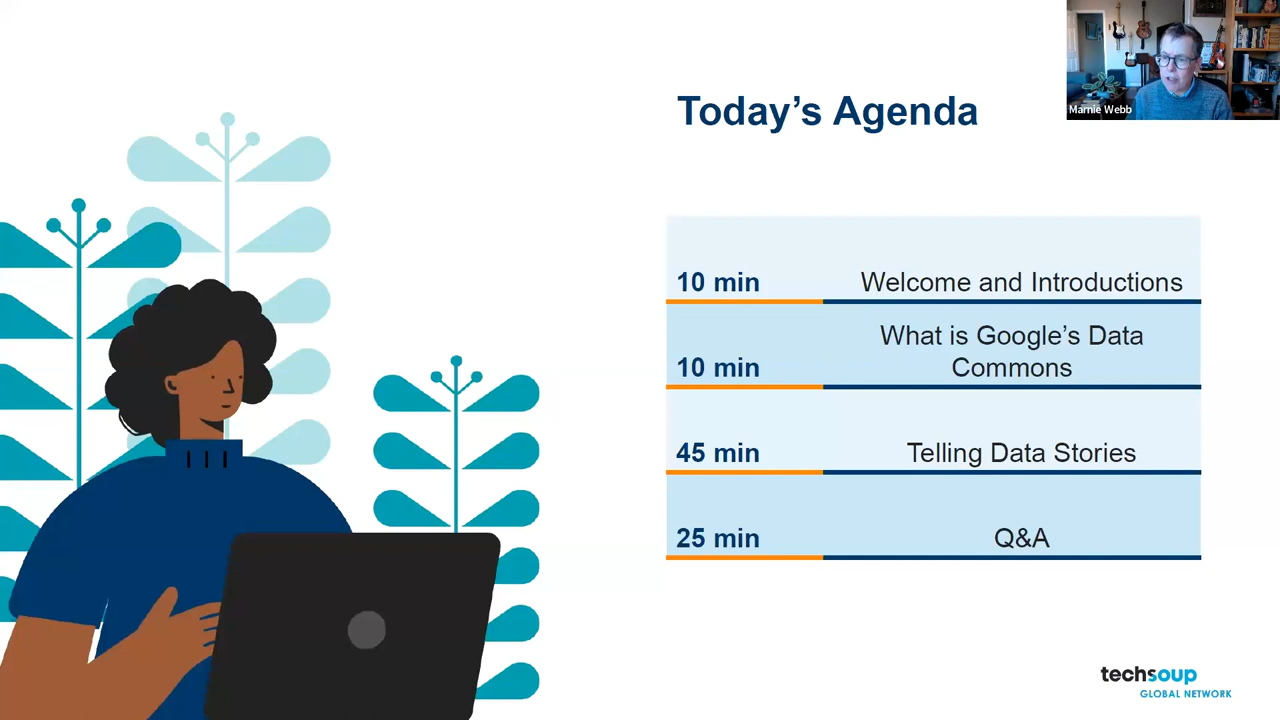 Today’s Agenda
Marnie Webb
10 min
Welcome and Introductions
10 min
What is Google’s Data
Commons
45 min
Telling Data Stories
25 min
Q&A
techsoup
GLOBAL NETWORK